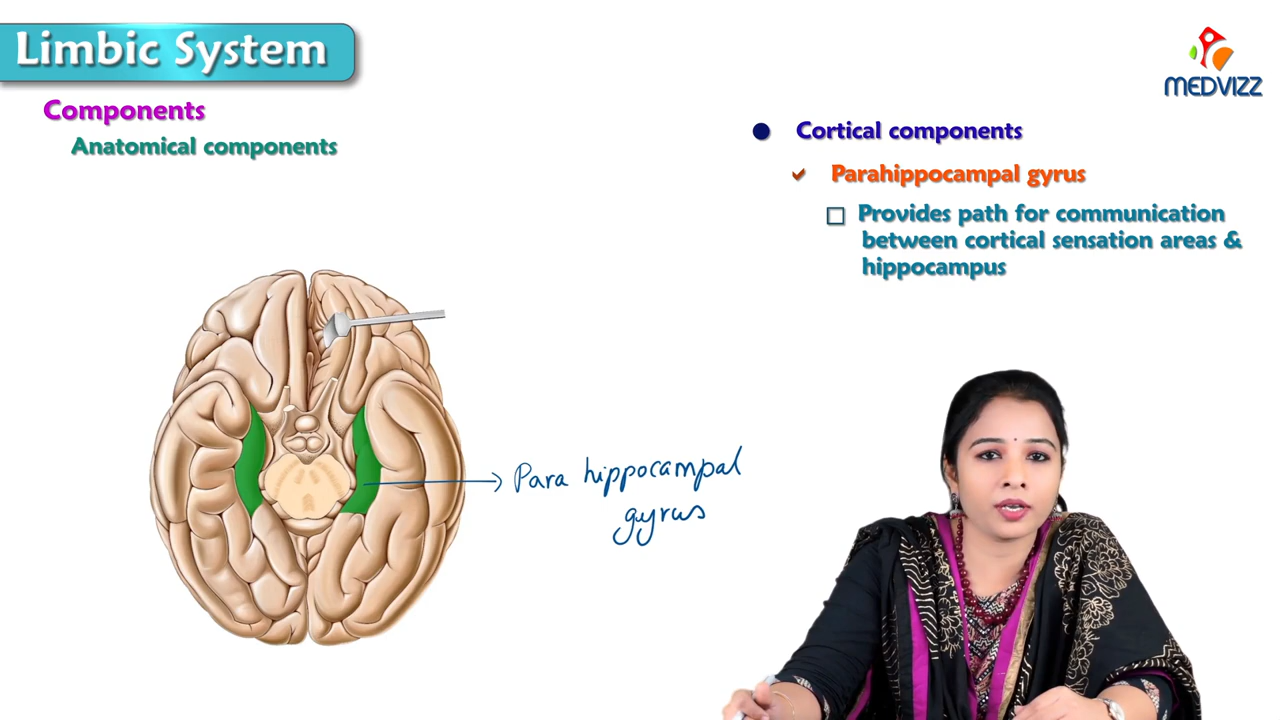 Limbic System
MEDVIZZ
Components
Anatomical components
Cortical components
Parahippocampal gyrus
Provides path for communication
between cortical sensation areas &
hippocampus
Para hippocampal
gyrus